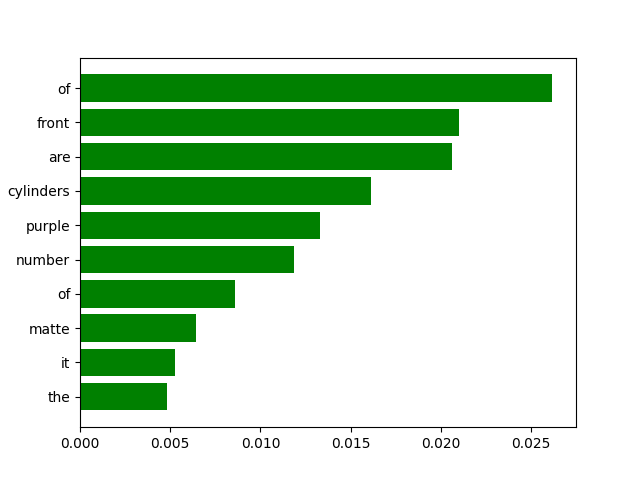 of
front
are
cylinders
purple
number
of
matte
it
the
0.000 0.005 0.010 0.015 0.020 0.025